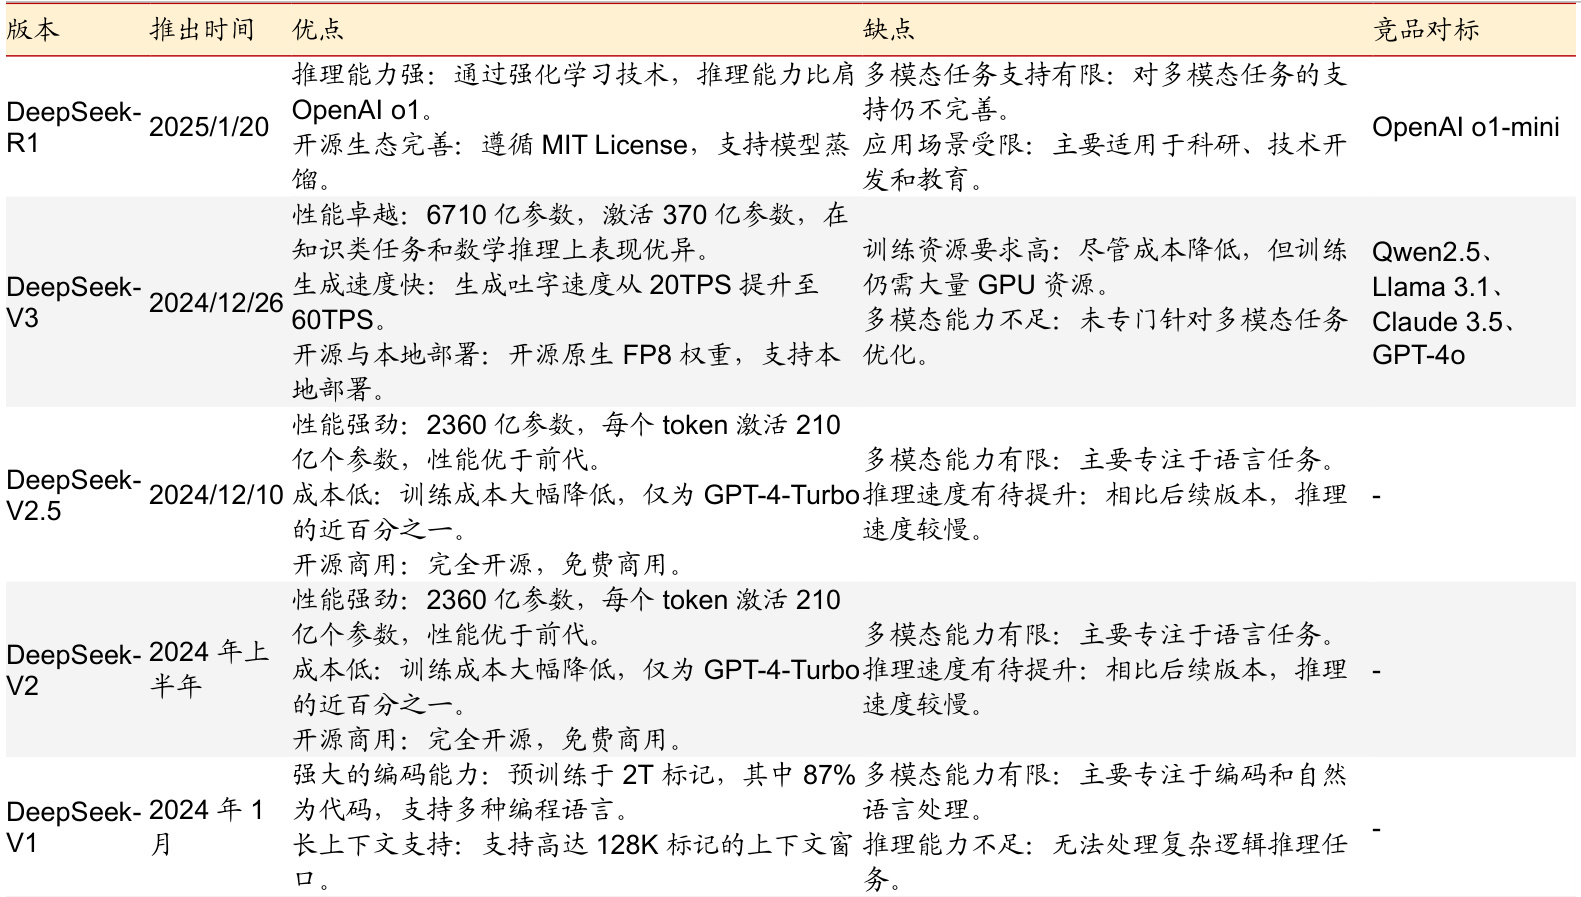 版本 推出时间 优点 缺点 竞品对标
DeepSeek-
R1
2025/1/20
推理能力强：通过强化学习技术，推理能力比肩
OpenAI o1。
开源生态完善：遵循 MIT License，支持模型蒸
馏。
多模态任务支持有限：对多模态任务的支
持仍不完善。
应用场景受限：主要适用于科研、技术开
发和教育。
OpenAI o1-mini
DeepSeek-
V3
2024/12/26
性能卓越：6710 亿参数，激活 370 亿参数，在
知识类任务和数学推理上表现优异。
生成速度快：生成吐字速度从 20TPS 提升至
60TPS。
开源与本地部署：开源原生 FP8 权重，支持本
地部署。
训练资源要求高：尽管成本降低，但训练
仍需大量 GPU 资源。
多模态能力不足：未专门针对多模态任务
优化。
Qwen2.5、
Llama 3.1、
Claude 3.5、
GPT-4o
DeepSeek-
V2.5
2024/12/10
性能强劲：2360 亿参数，每个 token 激活 210
亿个参数，性能优于前代。
成本低：训练成本大幅降低，仅为 GPT-4-Turbo
的近百分之一。
开源商用：完全开源，免费商用。
多模态能力有限：主要专注于语言任务。
推理速度有待提升：相比后续版本，推理
速度较慢。
-
DeepSeek-
V2
2024 年上
半年
性能强劲：2360 亿参数，每个 token 激活 210
亿个参数，性能优于前代。
成本低：训练成本大幅降低，仅为 GPT-4-Turbo
的近百分之一。
开源商用：完全开源，免费商用。
多模态能力有限：主要专注于语言任务。
推理速度有待提升：相比后续版本，推理
速度较慢。
-
DeepSeek-
V1
2024 年 1
月
强大的编码能力：预训练于 2T 标记，其中 87%
为代码，支持多种编程语言。
长上下文支持：支持高达 128K 标记的上下文窗
口。
多模态能力有限：主要专注于编码和自然
语言处理。
推理能力不足：无法处理复杂逻辑推理任
务。
-